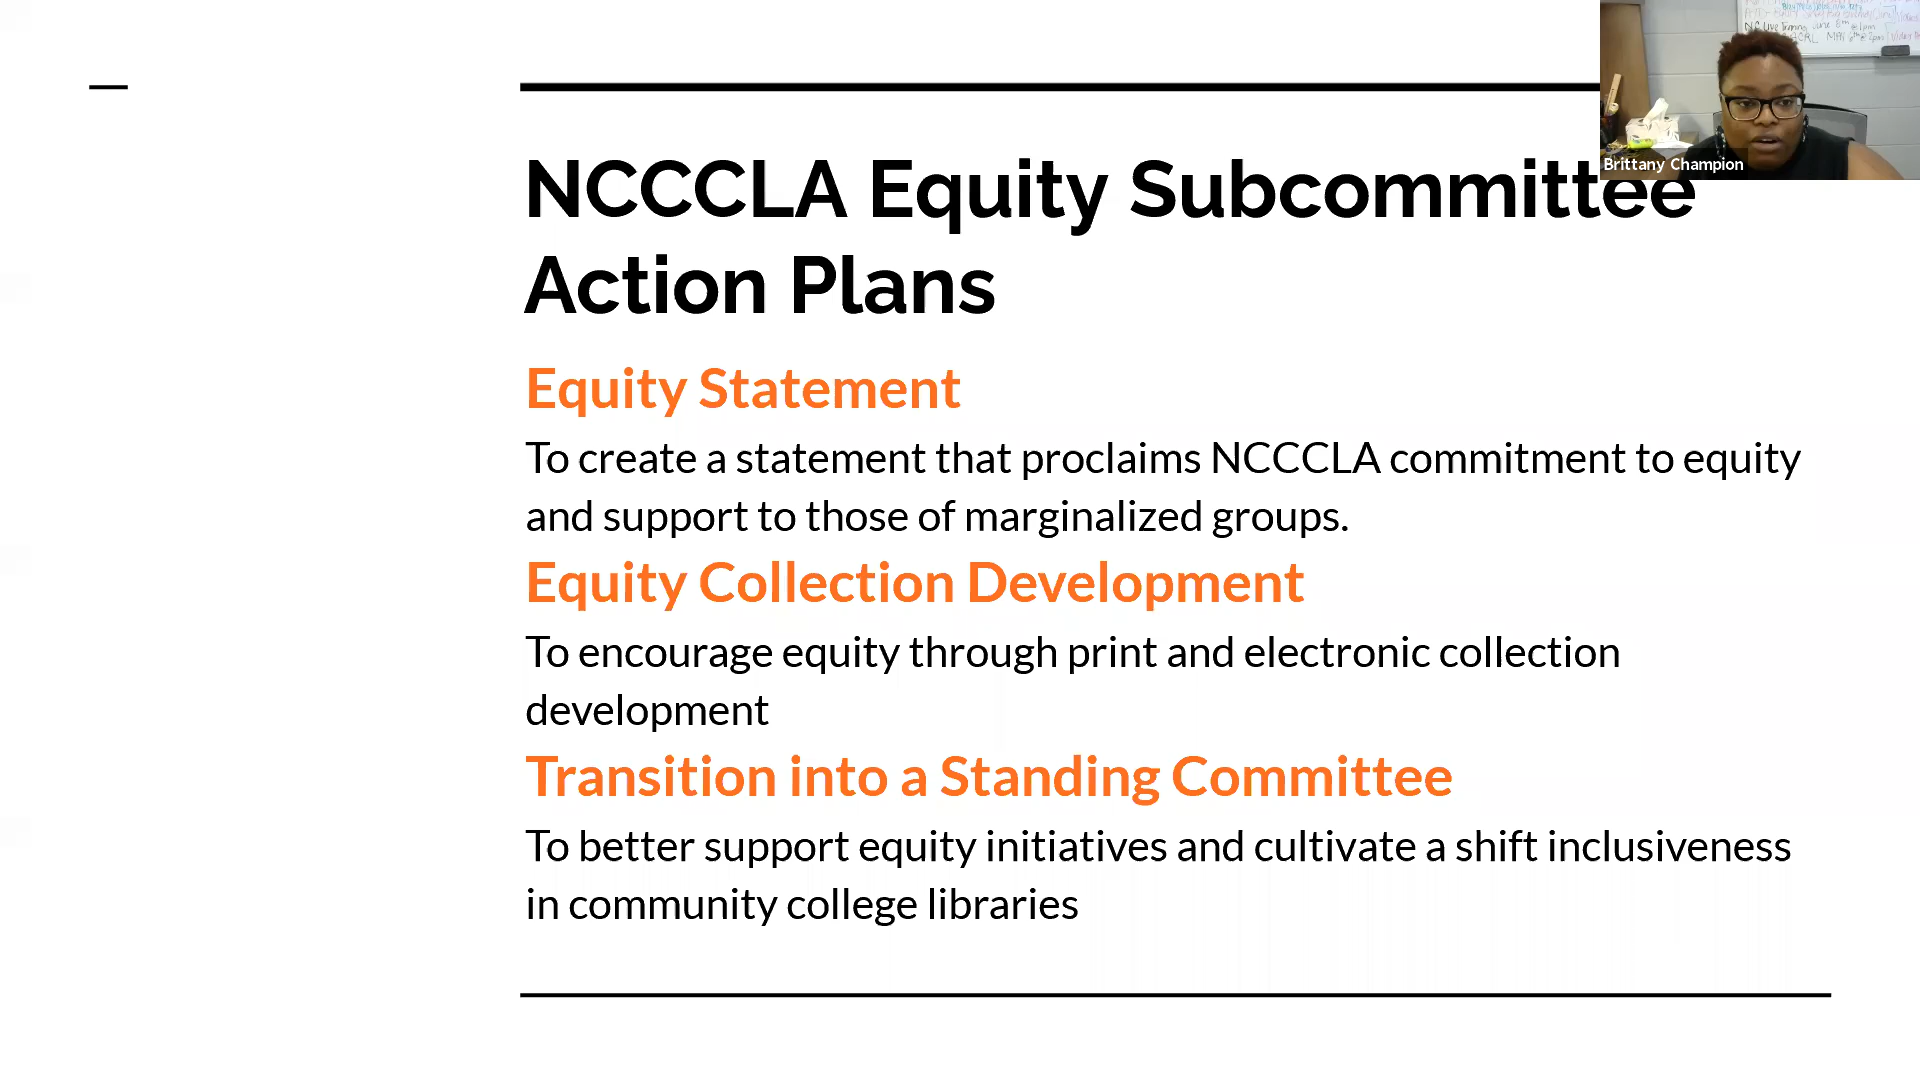 NCCCLA Equity Subcommittee
Action Plans
Equity Statement
To create a statement that proclaims NCCCLA commitment to equity
and support to those of marginalized groups.
Equity Collection Development
To encourage equity through print and electronic collection
development
Transition into a Standing Committee
To better support equity initiatives and cultivate a shift inclusiveness
in community college libraries
Brittany Champion